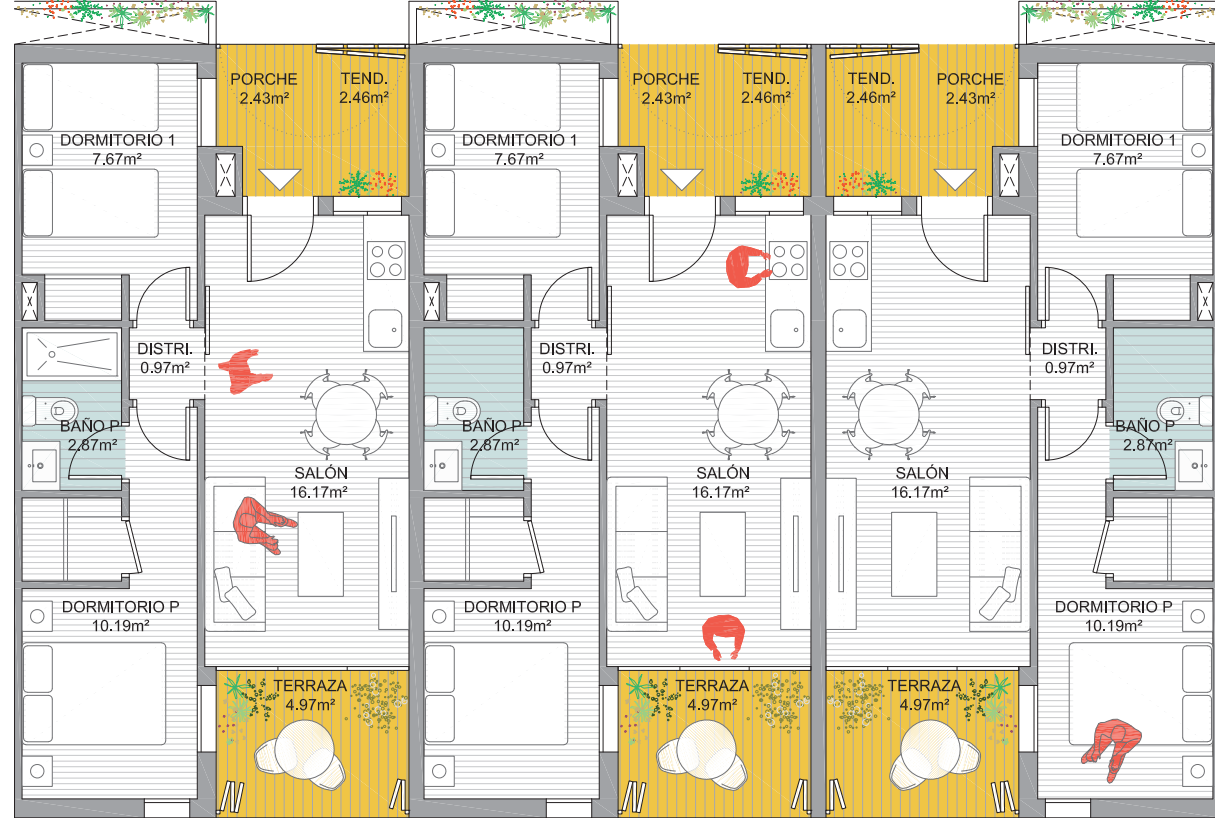 PORCHE
2.43m²
TEND.
2.46m²
PORCHE
2.43m²
TEND.
2.46m²
TEND.
2.46m²
PORCHE
2.43m²
DORMITORIO 1
7.67m²
DORMITORIO 1
7.67m²
DORMITORIO 1
7.67m²
DISTRI.
0.97m²
DISTRI.
0.97m²
DISTRI.
0.97m²
BAÑO P
2.87m²
BAÑO P
2.87m²
BAÑO P
2.87m²
SALÓN
16.17m²
SALÓN
16.17m²
SALÓN
16.17m²
DORMITORIO P
10.19m²
DORMITORIO P
10.19m²
DORMITORIO P
10.19m²
TERRAZA
4.97m²
TERRAZA
4.97m²
TERRAZA
4.97m²